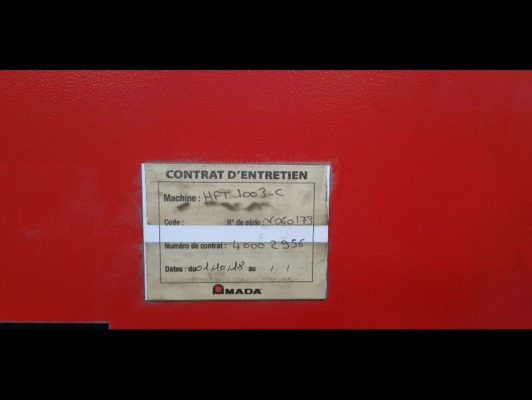 CONTRAT D'ENTRETIEN
Machine : HFT 1003-C
Code : N° de série : V060173
Numéro de contrat : 4000 2956
Dates : du 01/10/18 au / /
AMADA